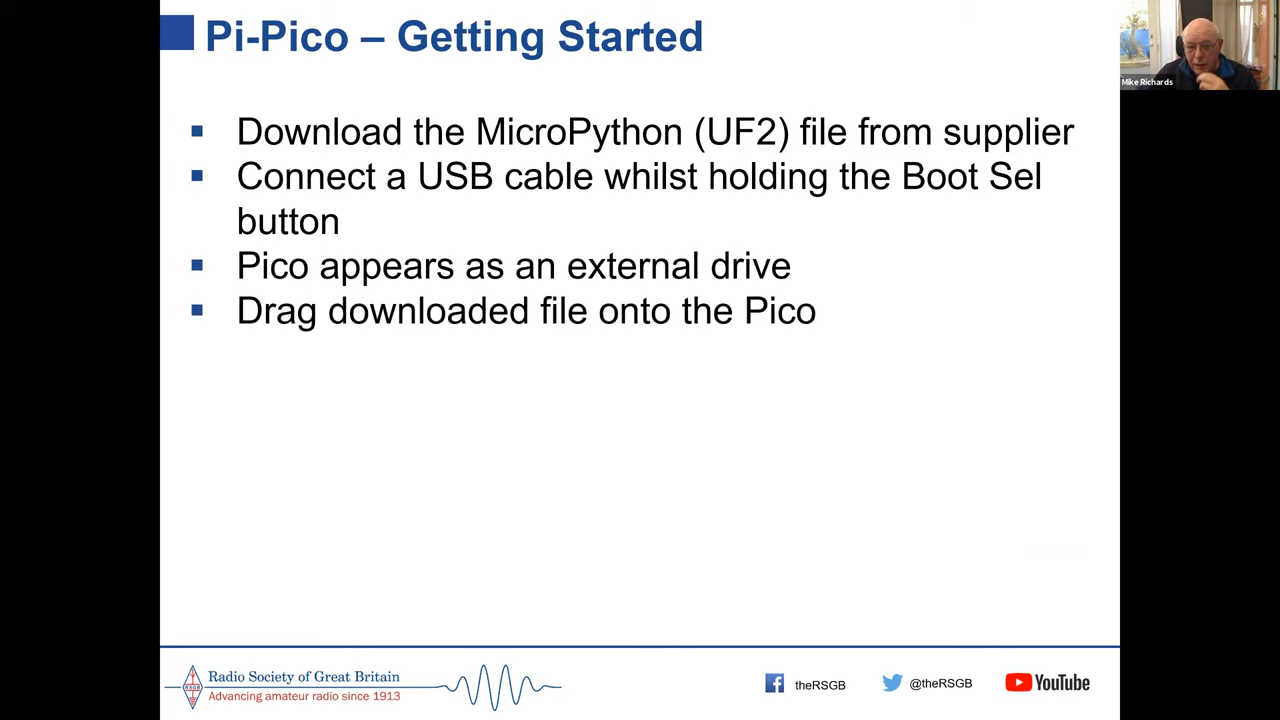 Pi-Pico – Getting Started
Mike Richards
Download the MicroPython (UF2) file from supplier
Connect a USB cable whilst holding the Boot Sel
button
Pico appears as an external drive
Drag downloaded file onto the Pico
RSGB
Radio Society of Great Britain
Advancing amateur radio since 1913
theRSGB
@theRSGB
YouTube